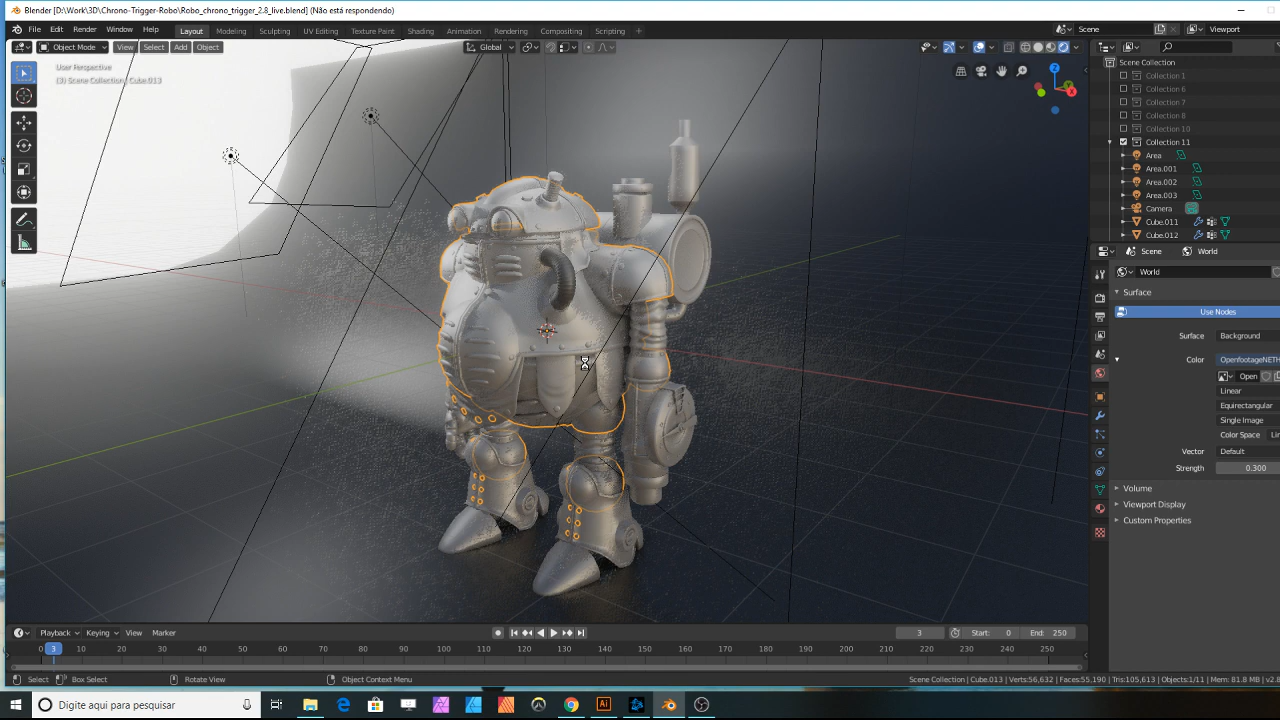 Blender [D:\Work\3D\Chrono-Trigger-Robo\Robo_chrono_trigger_2.8_live.blend] (Não está respondendo)
File Edit Render Window Help Layout Modeling Sculpting UV Editing Texture Paint Shading Animation Rendering Compositing Scripting + Scene Viewport
Object Mode View Select Add Object Global
User Perspective
(3) Scene Collection | Cube.013
Z
Scene Collection
Collection 1
Collection 6
Collection 7
Collection 8
Collection 10
Collection 11
Area
Area.001
Area.002
Area.003
Camera
Cube.011
Cube.012
Scene World
World
Surface
Use Nodes
Surface Background
Color OpenfootageNETH
Open
Linear
Equirectangular
Single Image
Color Space Lin
Vector Default
Strength 0.300
Volume
Viewport Display
Custom Properties
Playback Keying View Marker 3 Start: 0 End: 250
0 3 10 20 30 40 50 60 70 80 90 100 110 120 130 140 150 160 170 180 190 200 210 220 230 240 250
Select Box Select Rotate View Object Context Menu Scene Collection | Cube.013 | Verts:56,632 | Faces:55,190 | Tris:105,613 | Objects:1/11 | Mem: 81.8 MB | v2.8
Digite aqui para pesquisar
Ai